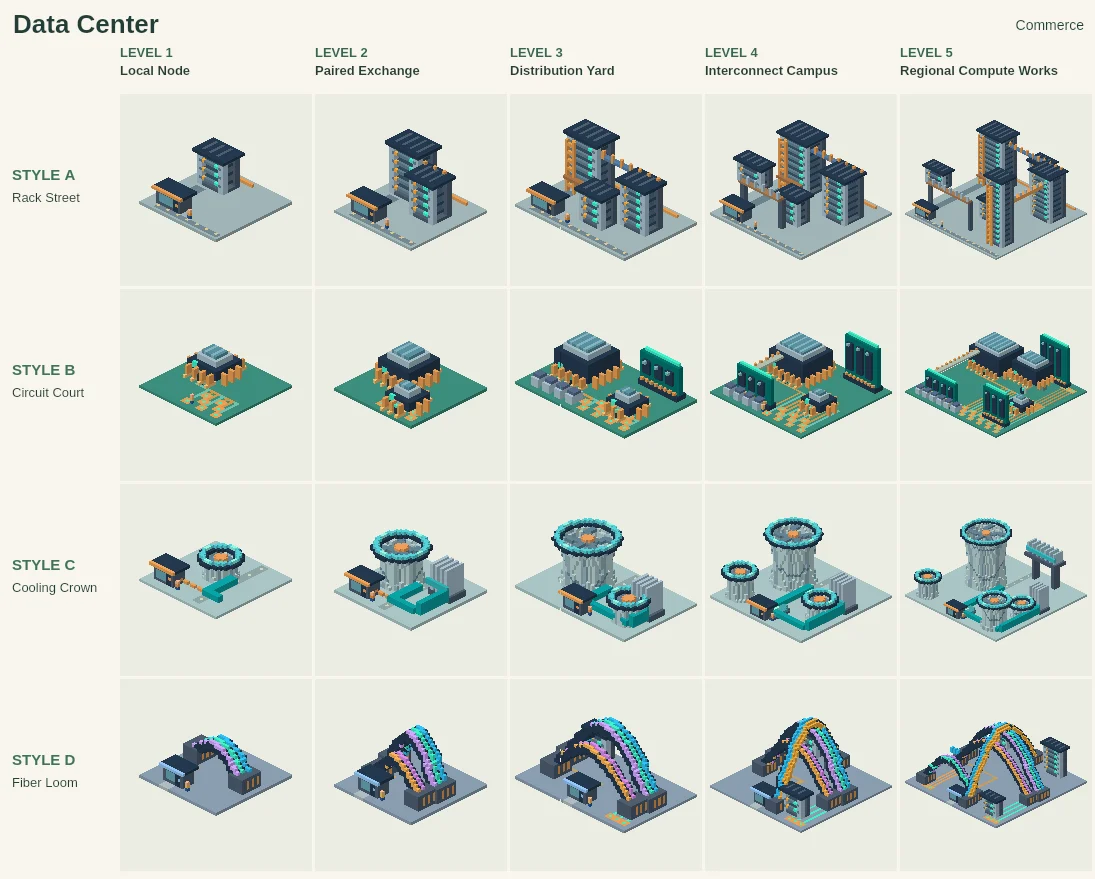 Data Center
Commerce
LEVEL 1
Local Node
LEVEL 2
Paired Exchange
LEVEL 3
Distribution Yard
LEVEL 4
Interconnect Campus
LEVEL 5
Regional Compute Works
STYLE A
Rack Street
STYLE B
Circuit Court
STYLE C
Cooling Crown
STYLE D
Fiber Loom